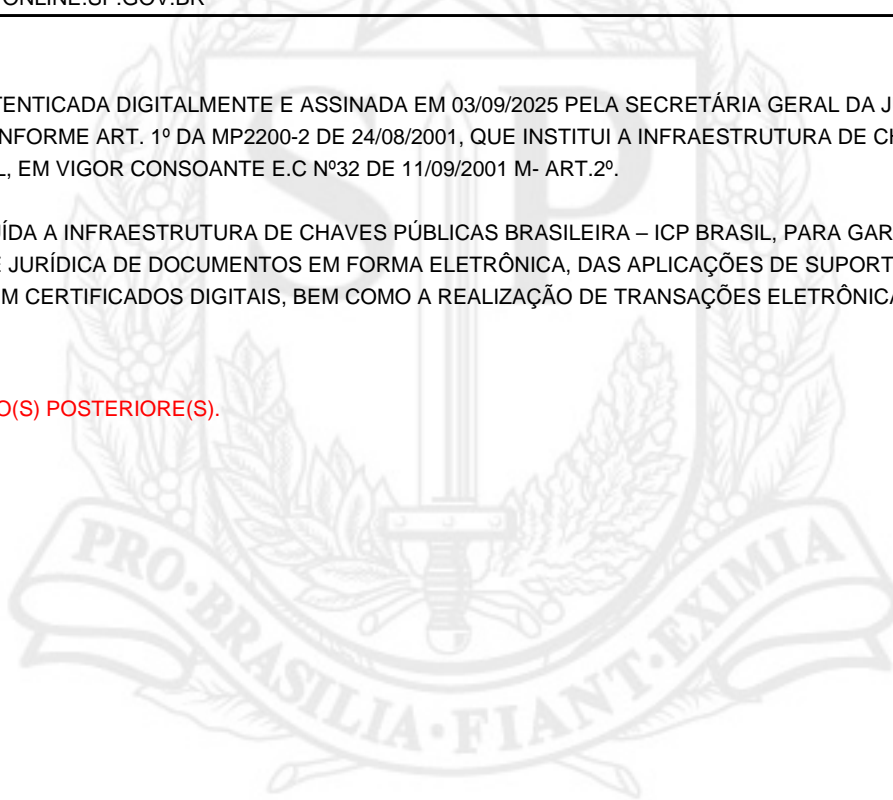 ONLINE.SP.GOV.BR
TENTICADA DIGITALMENTE E ASSINADA EM 03/09/2025 PELA SECRETÁRIA GERAL DA J
NFORME ART. 1º DA MP2200-2 DE 24/08/2001, QUE INSTITUI A INFRAESTRUTURA DE C
L, EM VIGOR CONSOANTE E.C Nº32 DE 11/09/2001 M- ART.2º.
UÍDA A INFRAESTRUTURA DE CHAVES PÚBLICAS BRASILEIRA – ICP BRASIL, PARA GAR
E JURÍDICA DE DOCUMENTOS EM FORMA ELETRÔNICA, DAS APLICAÇÕES DE SUPORT
M CERTIFICADOS DIGITAIS, BEM COMO A REALIZAÇÃO DE TRANSAÇÕES ELETRÔNICA
O(S) POSTERIORE(S).
SP
PRO·BRASILIA·FIANT·EXIMIA